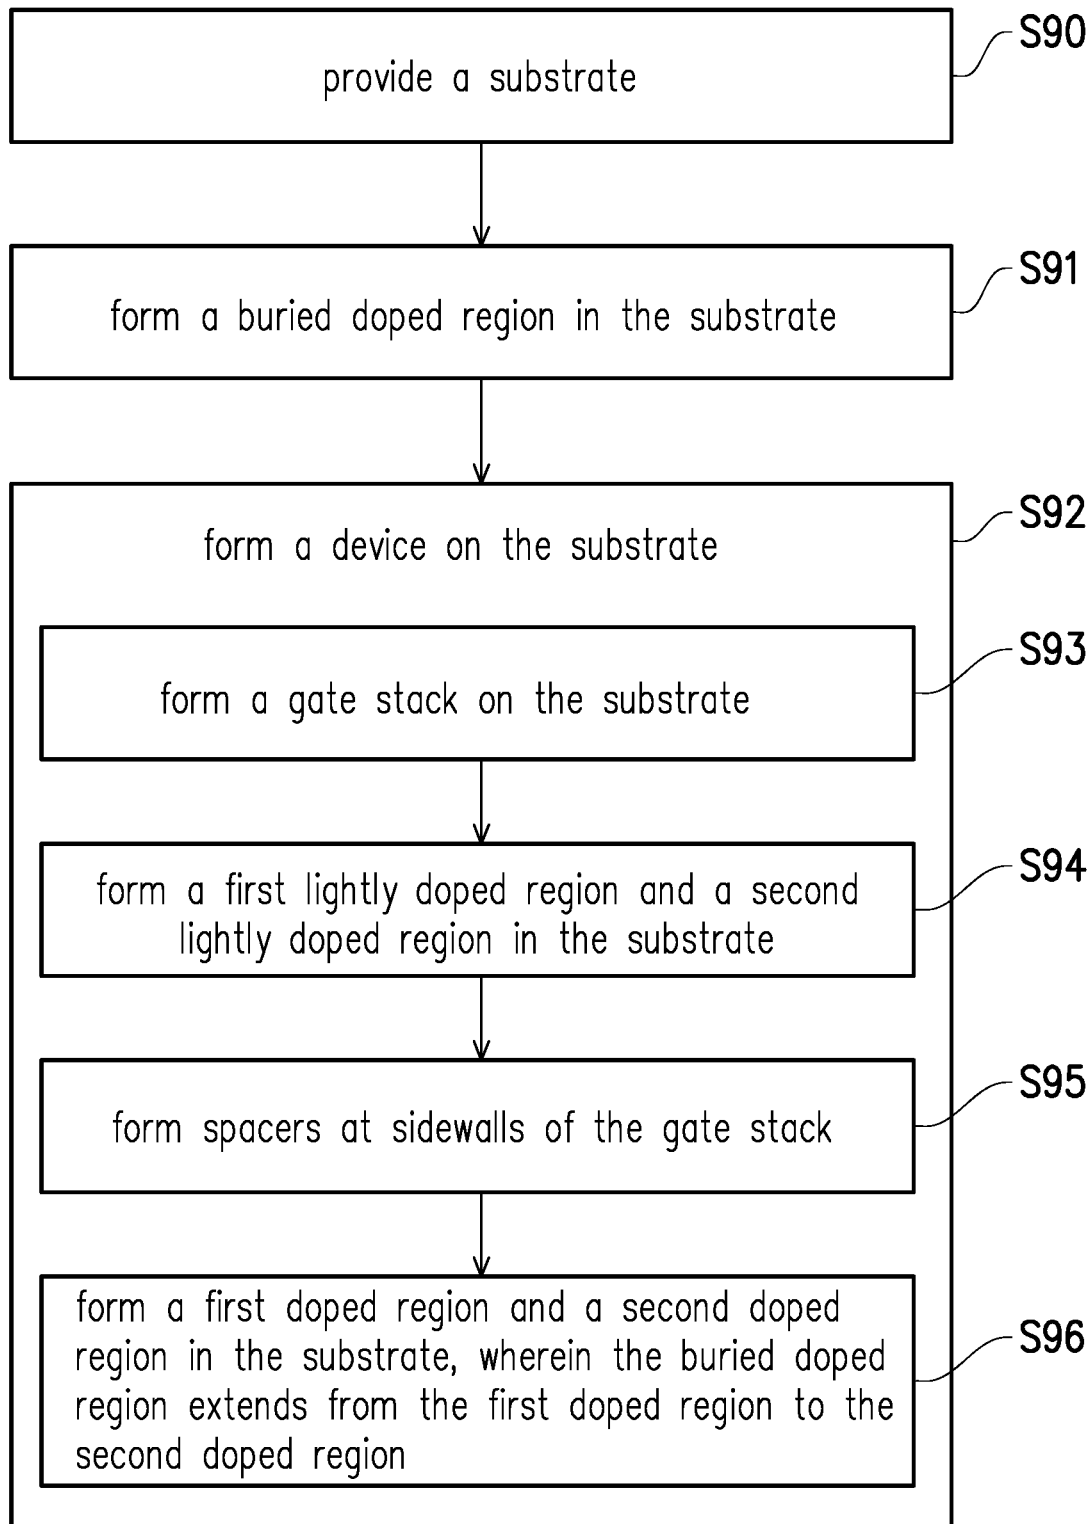 provide a substrate
S90
form a buried doped region in the substrate
S91
form a device on the substrate
S92
form a gate stack on the substrate
S93
form a first lightly doped region and a second
lightly doped region in the substrate
S94
form spacers at sidewalls of the gate stack
S95
form a first doped region and a second doped
region in the substrate, wherein the buried doped
region extends from the first doped region to the
second doped region
S96